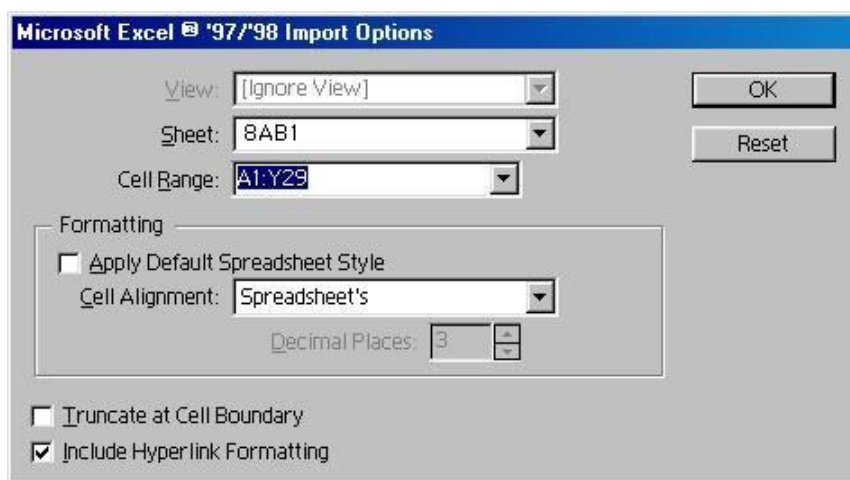 Microsoft Excel ® '97/'98 Import Options
View: [Ignore View]
OK
Sheet: 8AB1
Reset
Cell Range: A1:Y29
Formatting
Apply Default Spreadsheet Style
Cell Alignment: Spreadsheet's
Decimal Places: 3
Truncate at Cell Boundary
Include Hyperlink Formatting